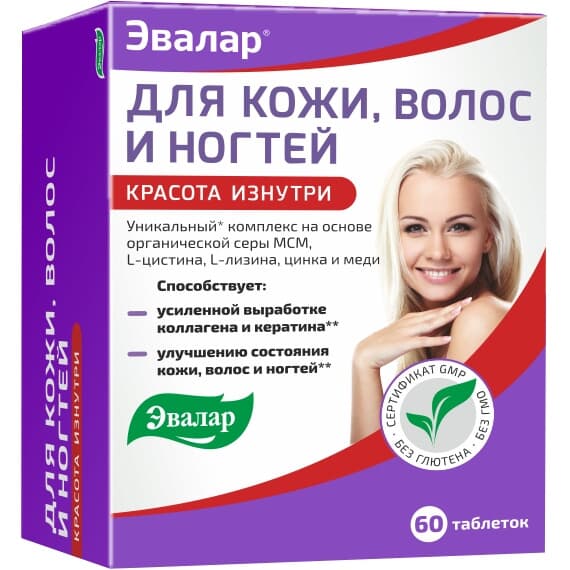 Эвалар®
ДЛЯ КОЖИ, ВОЛОС
И НОГТЕЙ
КРАСОТА ИЗНУТРИ
Уникальный* комплекс на основе
органической серы МСМ,
L-цистина, L-лизина, цинка и меди
Способствует:
усиленной выработке
коллагена и кератина**
улучшению состояния
кожи, волос и ногтей**
Эвалар
СЕРТИФИКАТ GMP
· БЕЗ ГЛЮТЕНА · БЕЗ ГМО
60 таблеток
Эвалар
ДЛЯ КОЖИ, ВОЛОС
И НОГТЕЙ
КРАСОТА ИЗНУТРИ